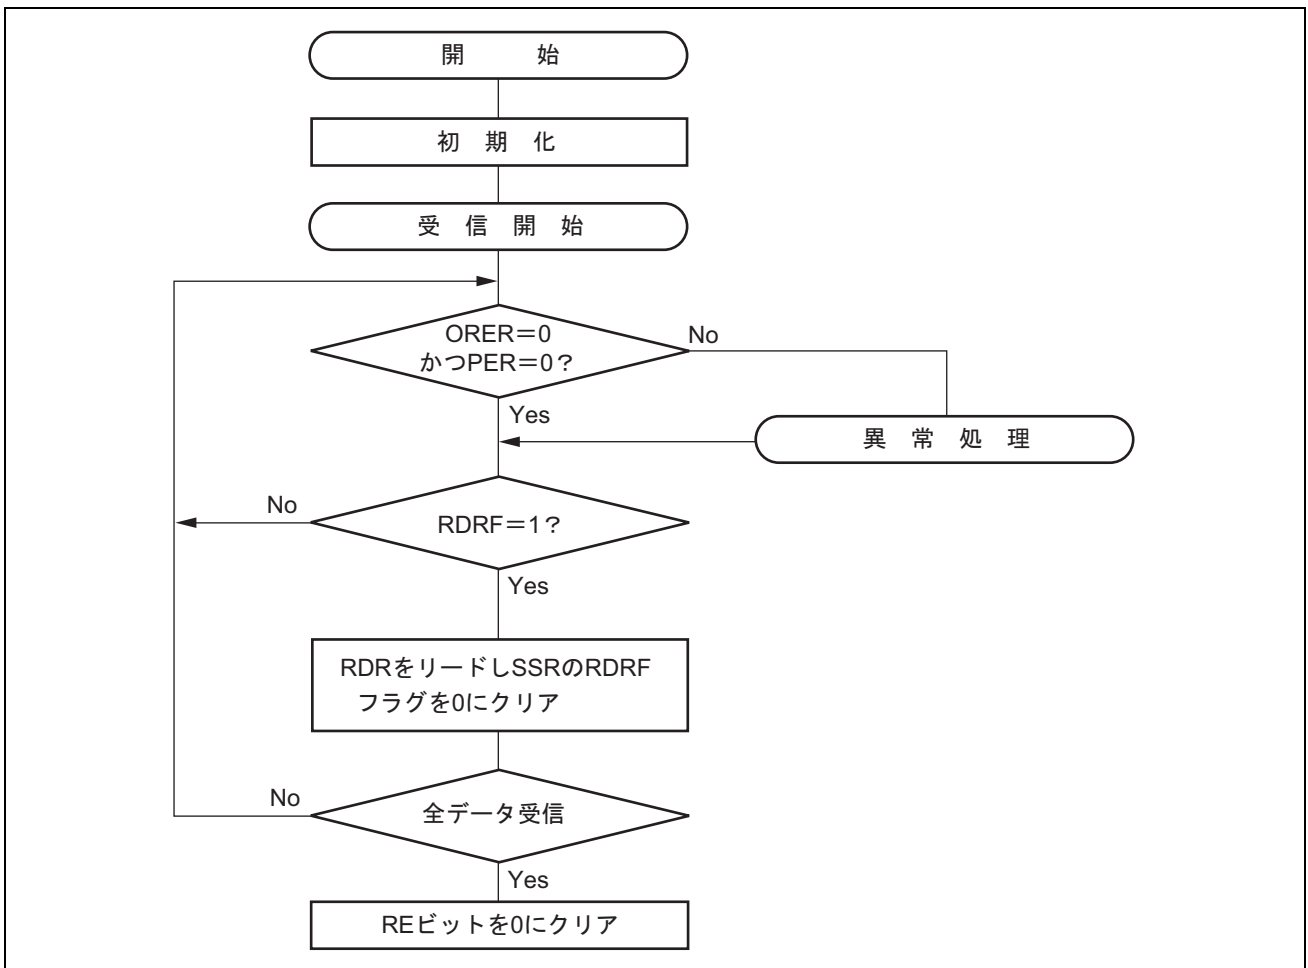 開 始
初 期 化
受 信 開 始
ORER＝0
かつPER＝0？
No
Yes
異 常 処 理
No
RDRF＝1？
Yes
RDRをリードしSSRのRDRF
フラグを0にクリア
No
全データ受信
Yes
REビットを0にクリア